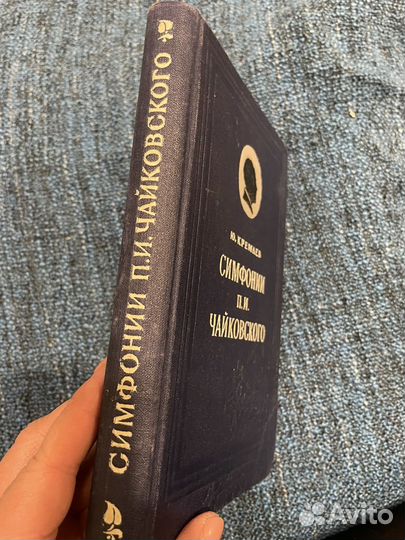 СИМФОНИИ П.И. ЧАЙКОВСКОГО
Ю. КРЕМЛЕВ
СИМФОНИИ
П.И.
ЧАЙКОВСКОГО
Avito